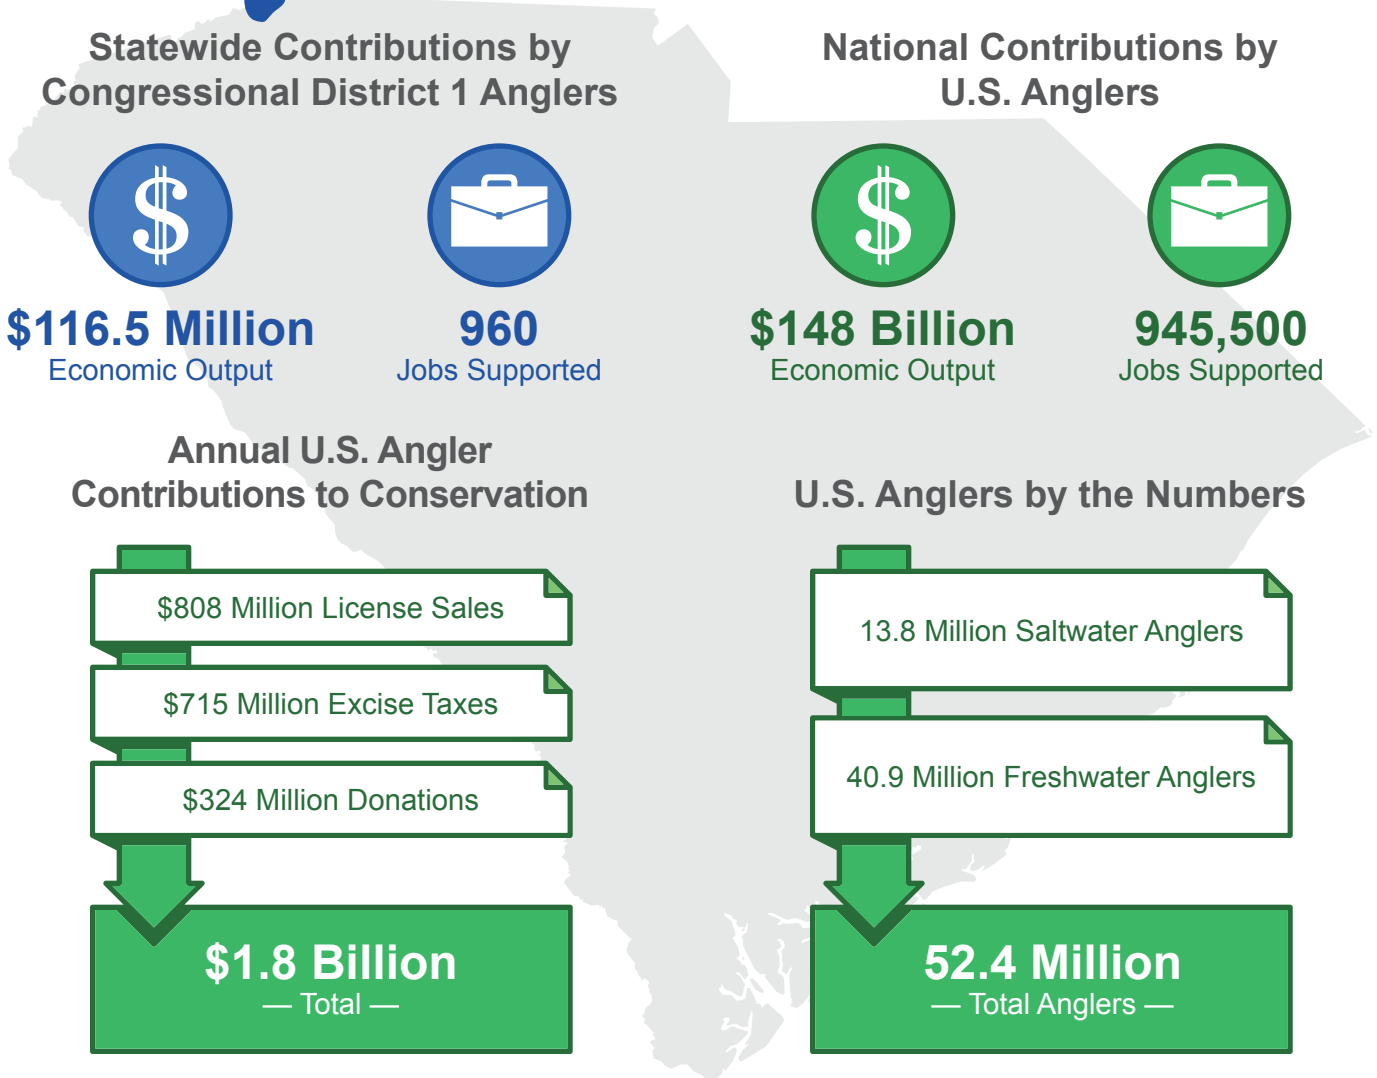 Statewide Contributions by
Congressional District 1 Anglers
$116.5 Million
Economic Output
960
Jobs Supported
National Contributions by
U.S. Anglers
$148 Billion
Economic Output
945,500
Jobs Supported
Annual U.S. Angler
Contributions to Conservation
$808 Million License Sales
$715 Million Excise Taxes
$324 Million Donations
$1.8 Billion
— Total —
U.S. Anglers by the Numbers
13.8 Million Saltwater Anglers
40.9 Million Freshwater Anglers
52.4 Million
— Total Anglers —